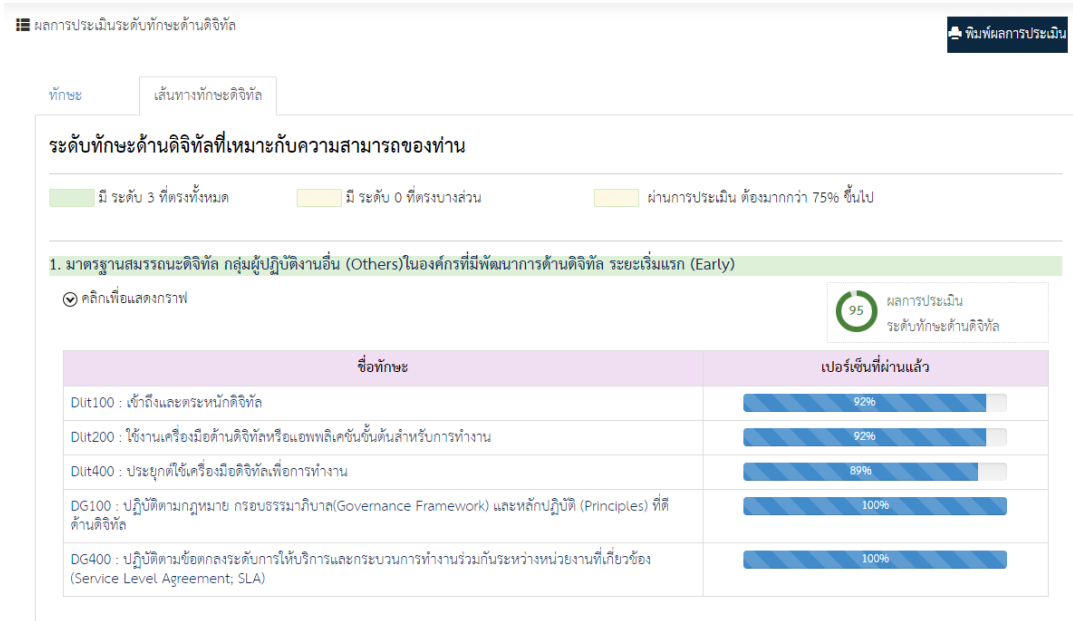 ผลการประเมินระดับทักษะด้านดิจิทัล
พิมพ์ผลการประเมิน
ทักษะ
เส้นทางทักษะดิจิทัล
ระดับทักษะด้านดิจิทัลที่เหมาะกับความสามารถของท่าน
มี ระดับ 3 ที่ตรงทั้งหมด
มี ระดับ 0 ที่ตรงบางส่วน
ผ่านการประเมิน ต้องมากกว่า 75% ขึ้นไป
1. มาตรฐานสมรรถนะดิจิทัล กลุ่มผู้ปฏิบัติงานอื่น (Others)ในองค์กรที่มีพัฒนาการด้านดิจิทัล ระยะเริ่มแรก (Early)
คลิกเพื่อแสดงกราฟ
95
ผลการประเมิน
ระดับทักษะด้านดิจิทัล
ชื่อทักษะ
เปอร์เซ็นที่ผ่านแล้ว
Dlit100 : เข้าถึงและตระหนักดิจิทัล
92%
Dlit200 : ใช้งานเครื่องมือด้านดิจิทัลหรือแอพพลิเคชันขั้นต้นสำหรับการทำงาน
92%
Dlit400 : ประยุกต์ใช้เครื่องมือดิจิทัลเพื่อการทำงาน
89%
DG100 : ปฏิบัติตามกฎหมาย กรอบธรรมาภิบาล(Governance Framework) และหลักปฏิบัติ (Principles) ที่ดี
ด้านดิจิทัล
100%
DG400 : ปฏิบัติตามข้อตกลงระดับการให้บริการและกระบวนการทำงานร่วมกันระหว่างหน่วยงานที่เกี่ยวข้อง
(Service Level Agreement; SLA)
100%